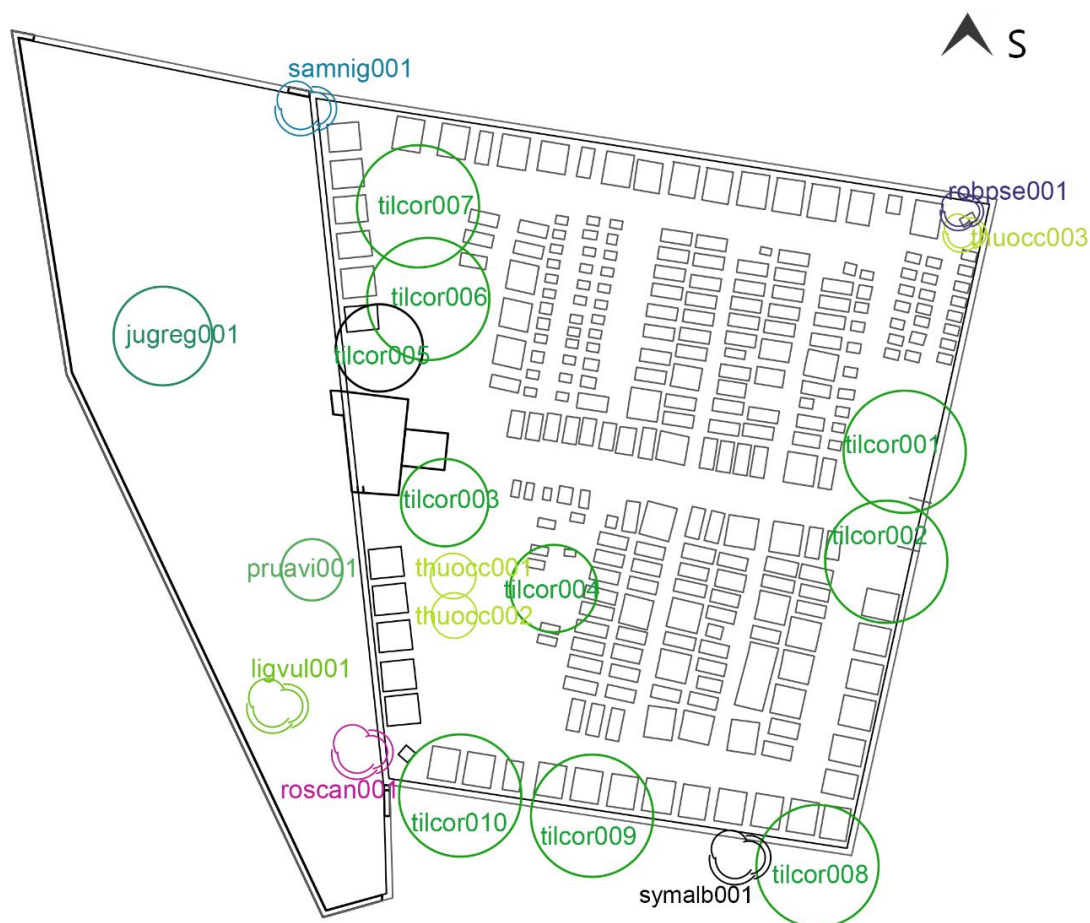 S
samnig001
robpse001
tilcor007
thuocc003
tilcor006
jugreg001
tilcor005
tilcor001
tilcor003
tilcor002
pruavi001
thuocc001
tilcor004
thuocc002
ligvul001
roscan001
tilcor010
tilcor009
tilcor008
symalb001